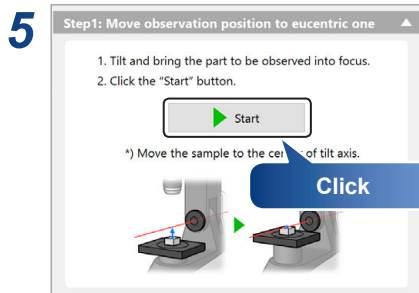 5
Step1: Move observation position to eucentric one
1. Tilt and bring the part to be observed into focus.
2. Click the “Start” button.
Start
*) Move the sample to the center of tilt axis.
Click